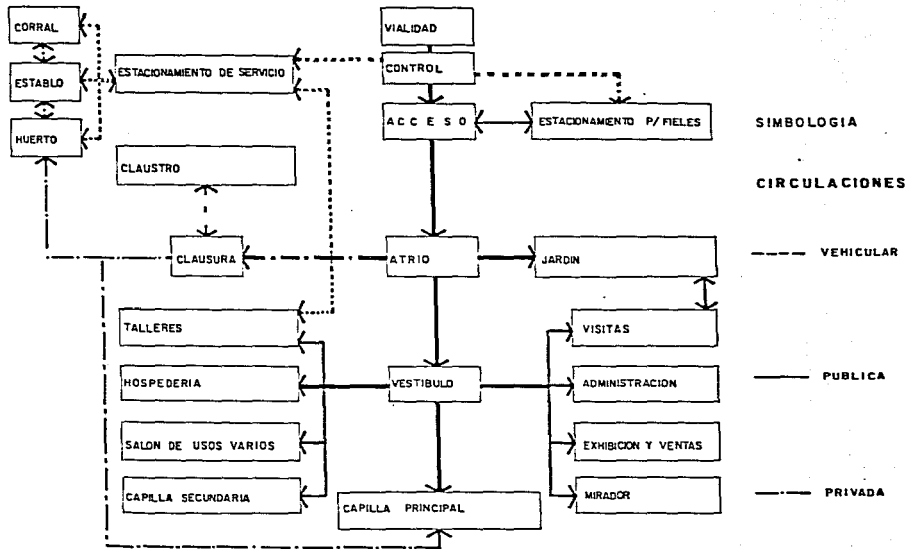 VIALIDAD
CORRAL
CONTROL
ESTACIONAMIENTO DE SERVICIO
ESTABLO
ACCESO
ESTACIONAMIENTO P/FIELES
SIMBOLOGIA
HUERTO
CLAUSTRO
CIRCULACIONES
CLAUSURA
ATRIO
JARDIN
VEHICULAR
TALLERES
VISITAS
HOSPEDERIA
VESTIBULO
ADMINISTRACION
PUBLICA
SALON DE USOS VARIOS
EXHIBICION Y VENTAS
CAPILLA SECUNDARIA
CAPILLA PRINCIPAL
MIRADOR
PRIVADA